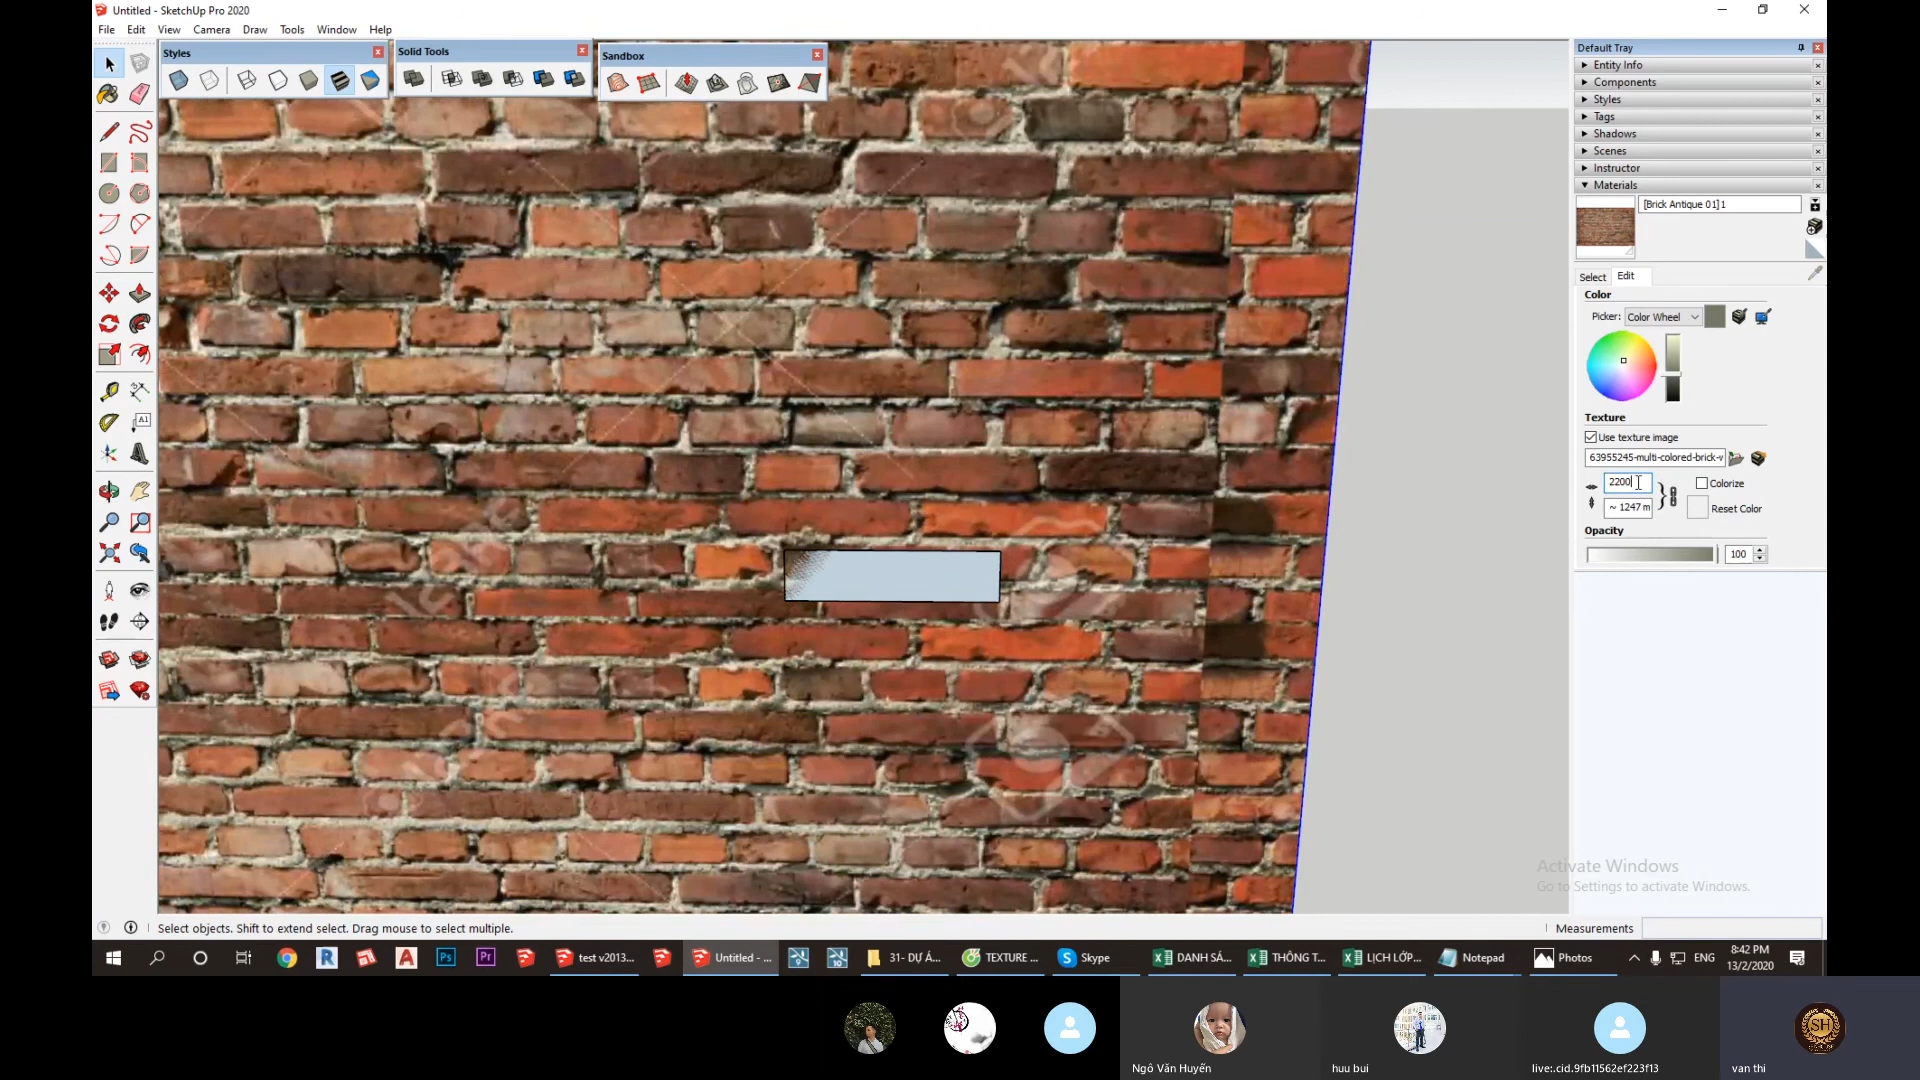 Untitled - SketchUp Pro 2020
File Edit View Camera Draw Tools Window Help
Styles
Solid Tools
Sandbox
Default Tray
Entity Info
Components
Styles
Tags
Shadows
Scenes
Instructor
Materials
[Brick Antique 01]1
Select Edit
Color
Picker: Color Wheel
Texture
Use texture image
63955245-multi-colored-brick-v
2200
Colorize
~ 1247 m
Reset Color
Opacity
100
A1
Activate Windows
Go to Settings to activate Windows.
Select objects. Shift to extend select. Drag mouse to select multiple.
Measurements
test v2013...
Untitled - ...
31- DỰ Á...
TEXTURE ...
Skype
DANH SÁ...
THÔNG T...
LỊCH LỚP...
Notepad
Photos
ENG
8:42 PM
13/2/2020
Ngô Văn Huyến
huu bui
live:.cid.9fb11562ef223f13
van thi
SH